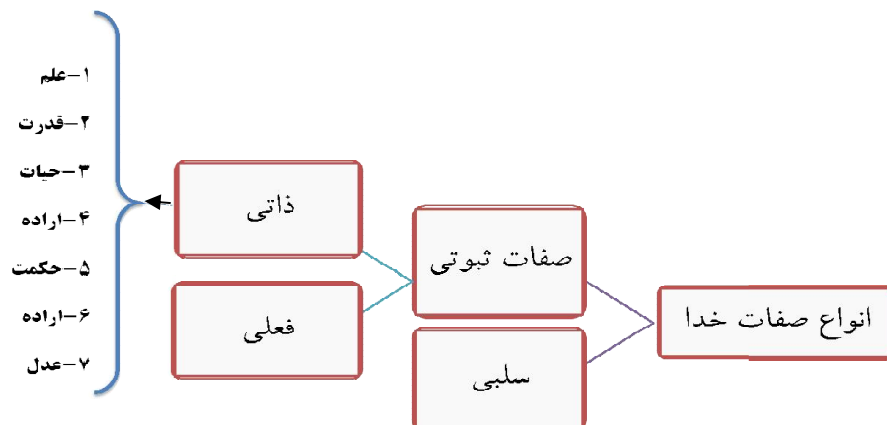 انواع صفات خدا
صفات ثبوتی
سلبی
ذاتی
فعلی
۱-علم
۲-قدرت
۳-حیات
۴-اراده
۵-حکمت
۶-اراده
۷-عدل